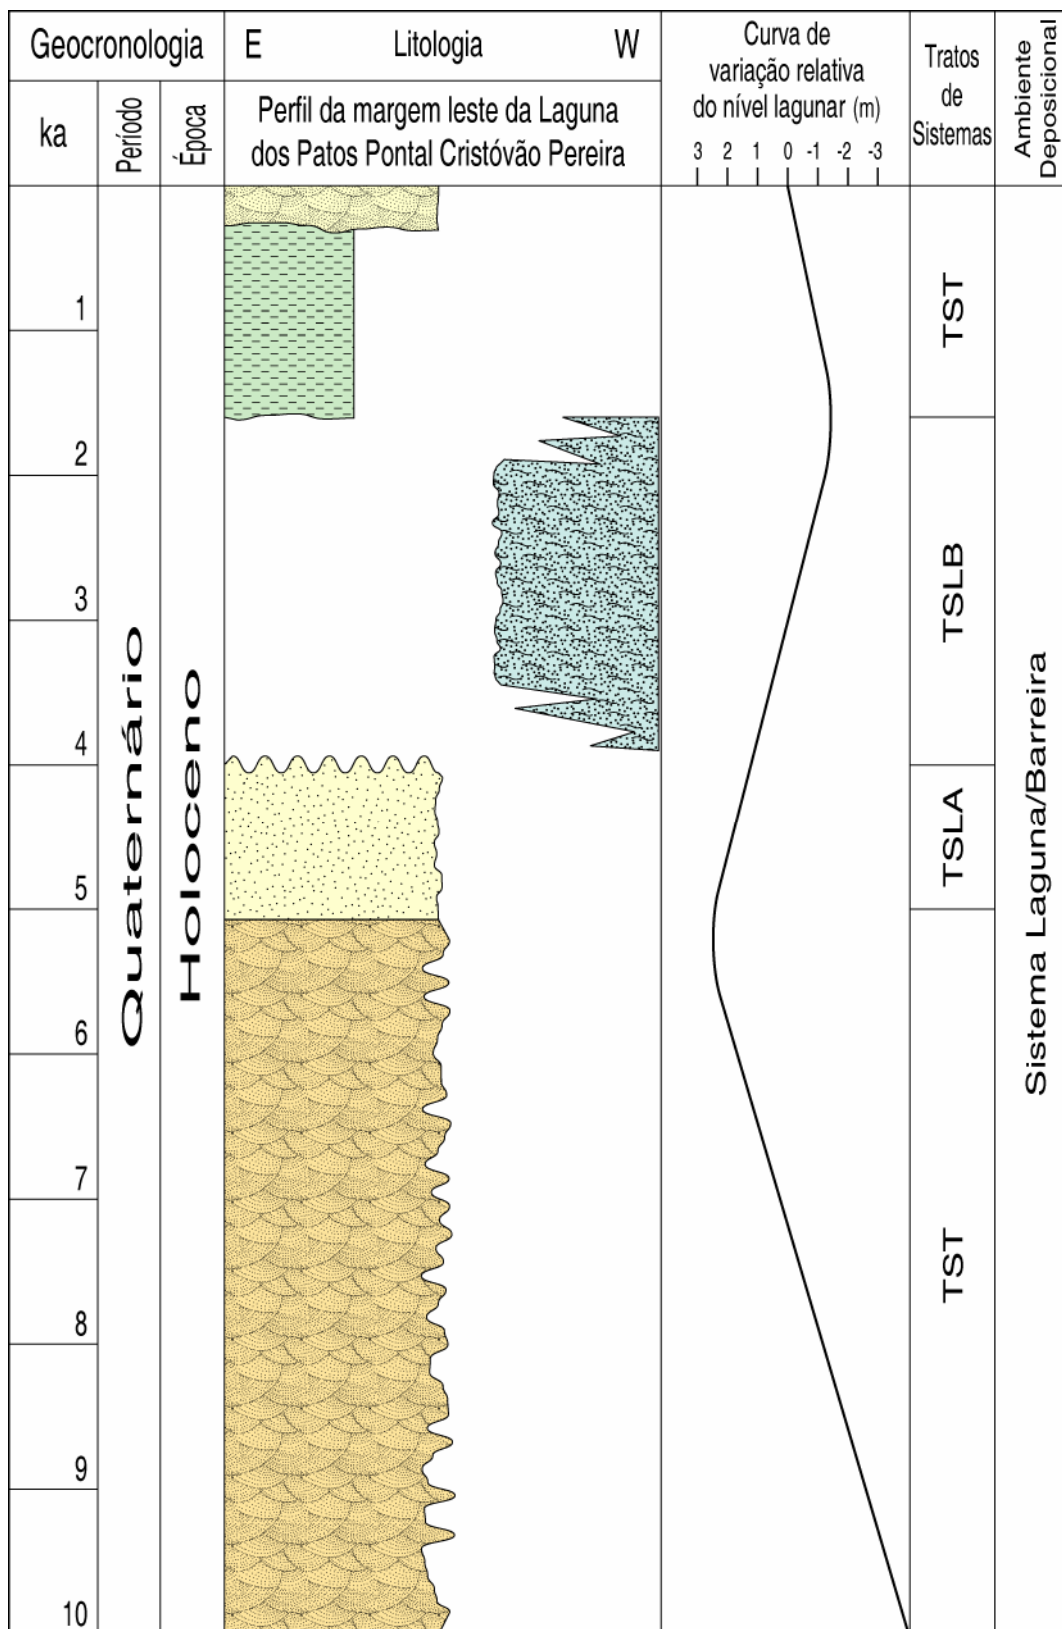 Geocronologia
E Litologia W
Curva de
variação relativa
do nível lagunar (m)
Tratos
de
Sistemas
Ambiente
Deposicional
ka
Período
Época
Perfil da margem leste da Laguna
dos Patos Pontal Cristóvão Pereira
3 2 1 0 -1 -2 -3
1
2
3
4
5
6
7
8
9
10
Quaternário
Holoceno
TST
TSLB
TSLA
TST
Sistema Laguna/Barreira